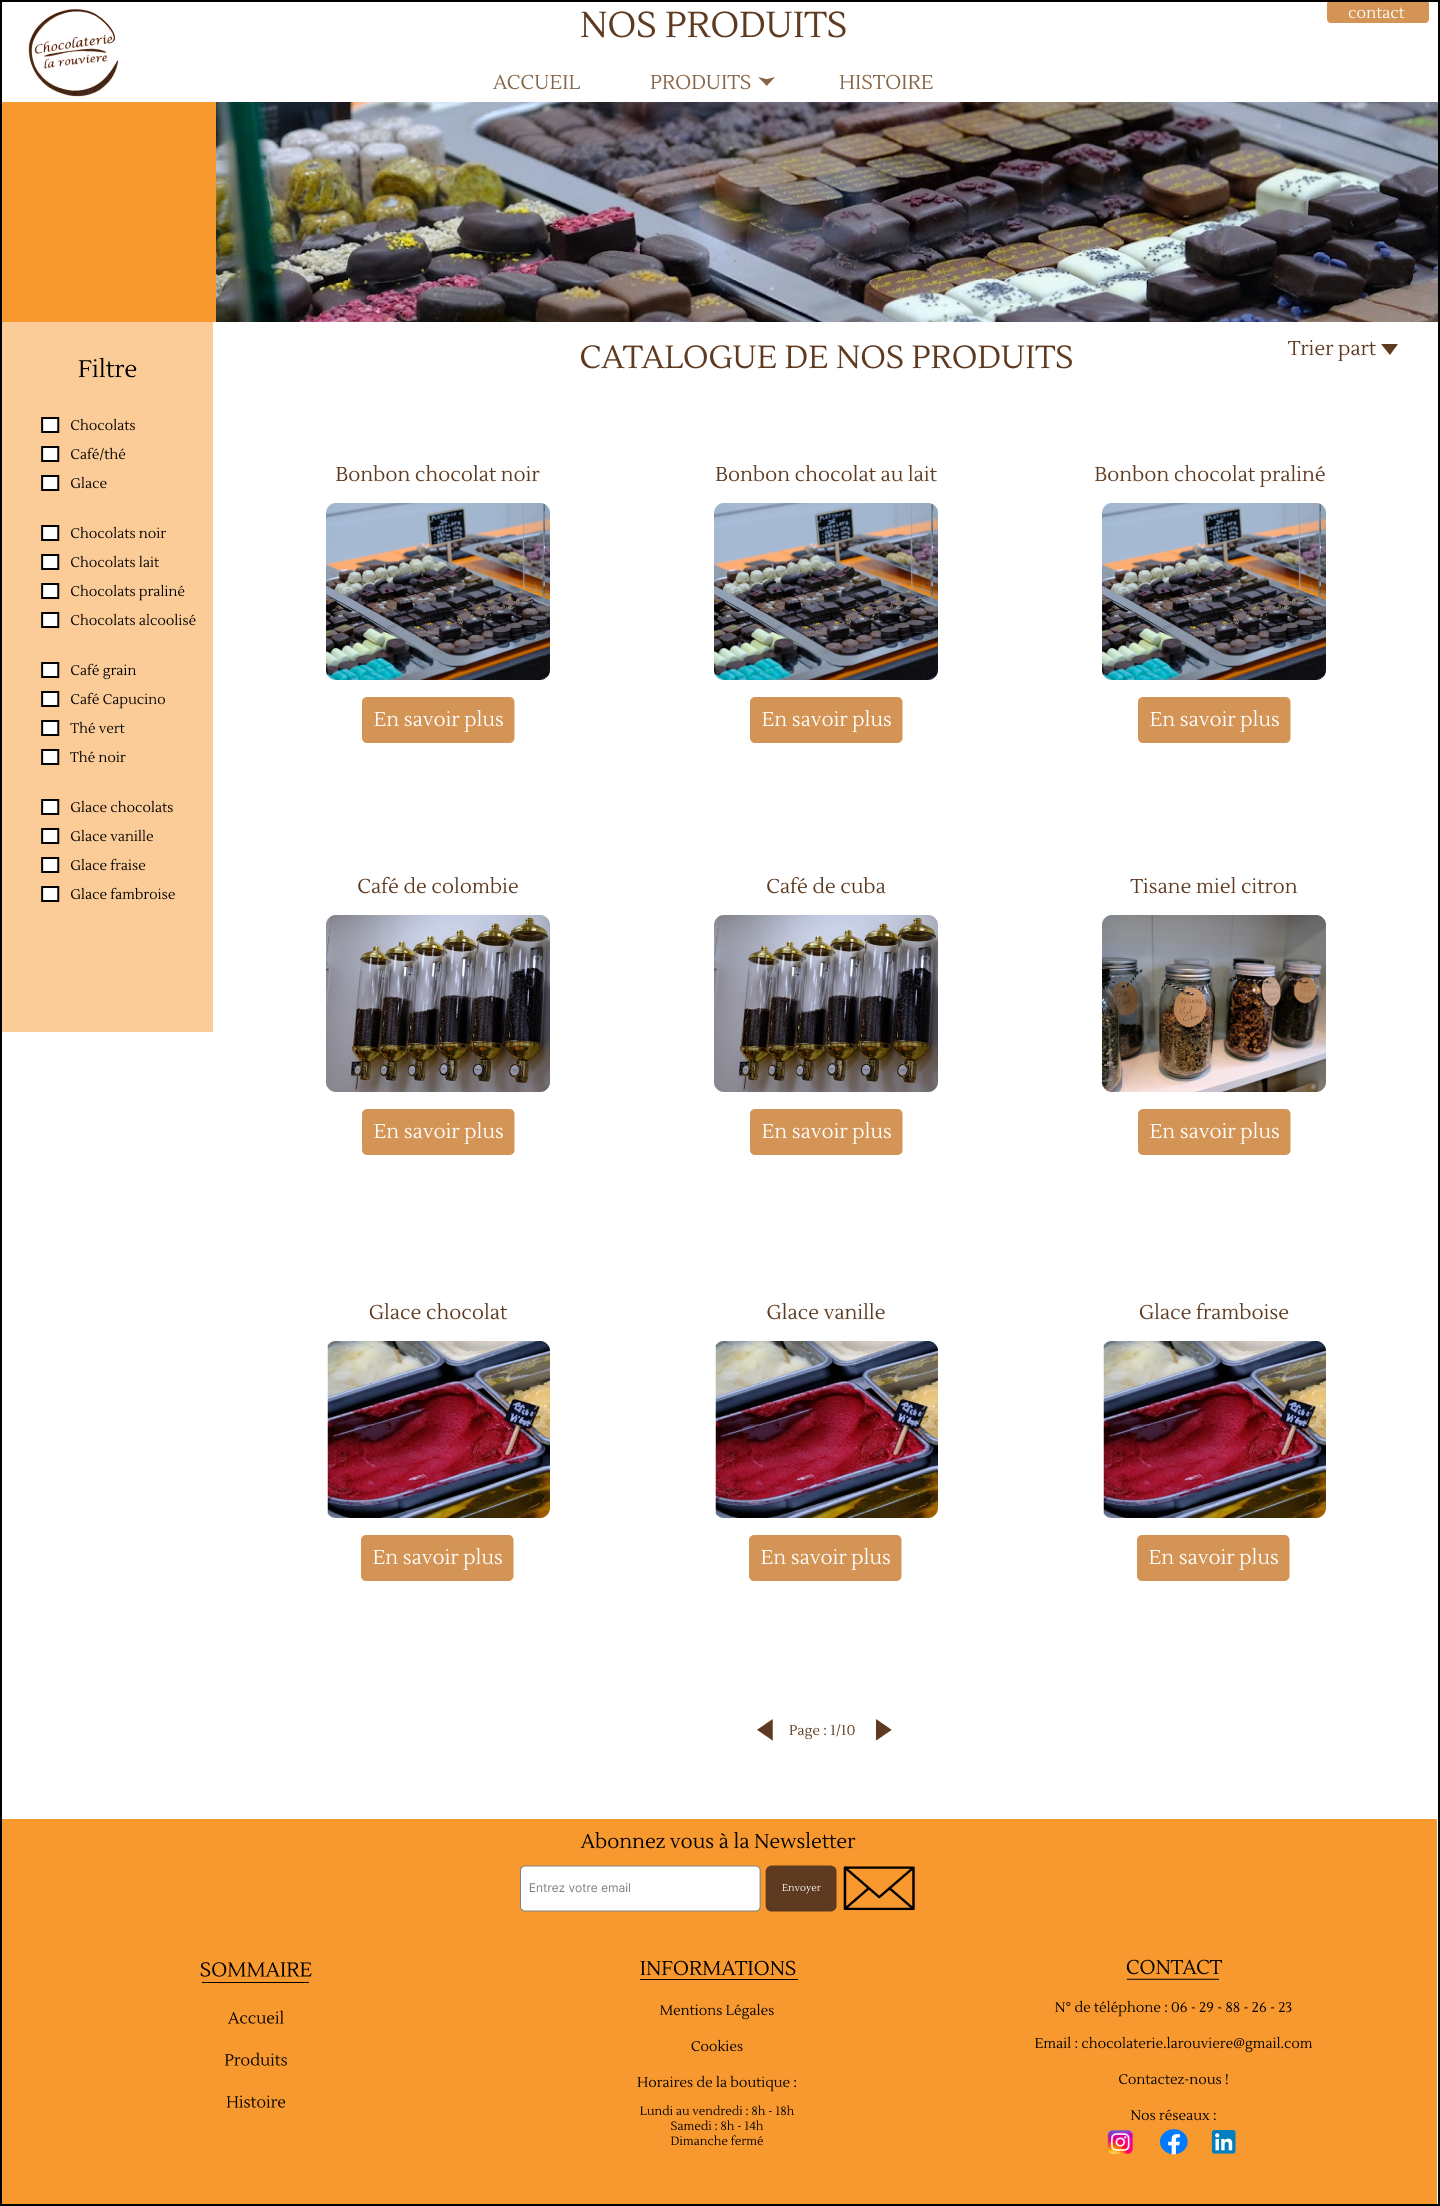 Chocolaterie
la rouviere
NOS PRODUITS
contact
ACCUEIL
PRODUITS
HISTOIRE
Filtre
Chocolats
Café/thé
Glace
Chocolats noir
Chocolats lait
Chocolats praliné
Chocolats alcoolisé
Café grain
Café Capucino
Thé vert
Thé noir
Glace chocolats
Glace vanille
Glace fraise
Glace fambroise
CATALOGUE DE NOS PRODUITS
Trier part
Bonbon chocolat noir
Bonbon chocolat au lait
Bonbon chocolat praliné
En savoir plus
En savoir plus
En savoir plus
Café de colombie
Café de cuba
Tisane miel citron
En savoir plus
En savoir plus
En savoir plus
Glace chocolat
Glace vanille
Glace framboise
En savoir plus
En savoir plus
En savoir plus
Page : 1/10
Abonnez vous à la Newsletter
Entrez votre email
Envoyer
SOMMAIRE
Accueil
Produits
Histoire
INFORMATIONS
Mentions Légales
Cookies
Horaires de la boutique :
Lundi au vendredi : 8h - 18h
Samedi : 8h - 14h
Dimanche fermé
CONTACT
N° de téléphone : 06 - 29 - 88 - 26 - 23
Email : chocolaterie.larouviere@gmail.com
Contactez-nous !
Nos réseaux :